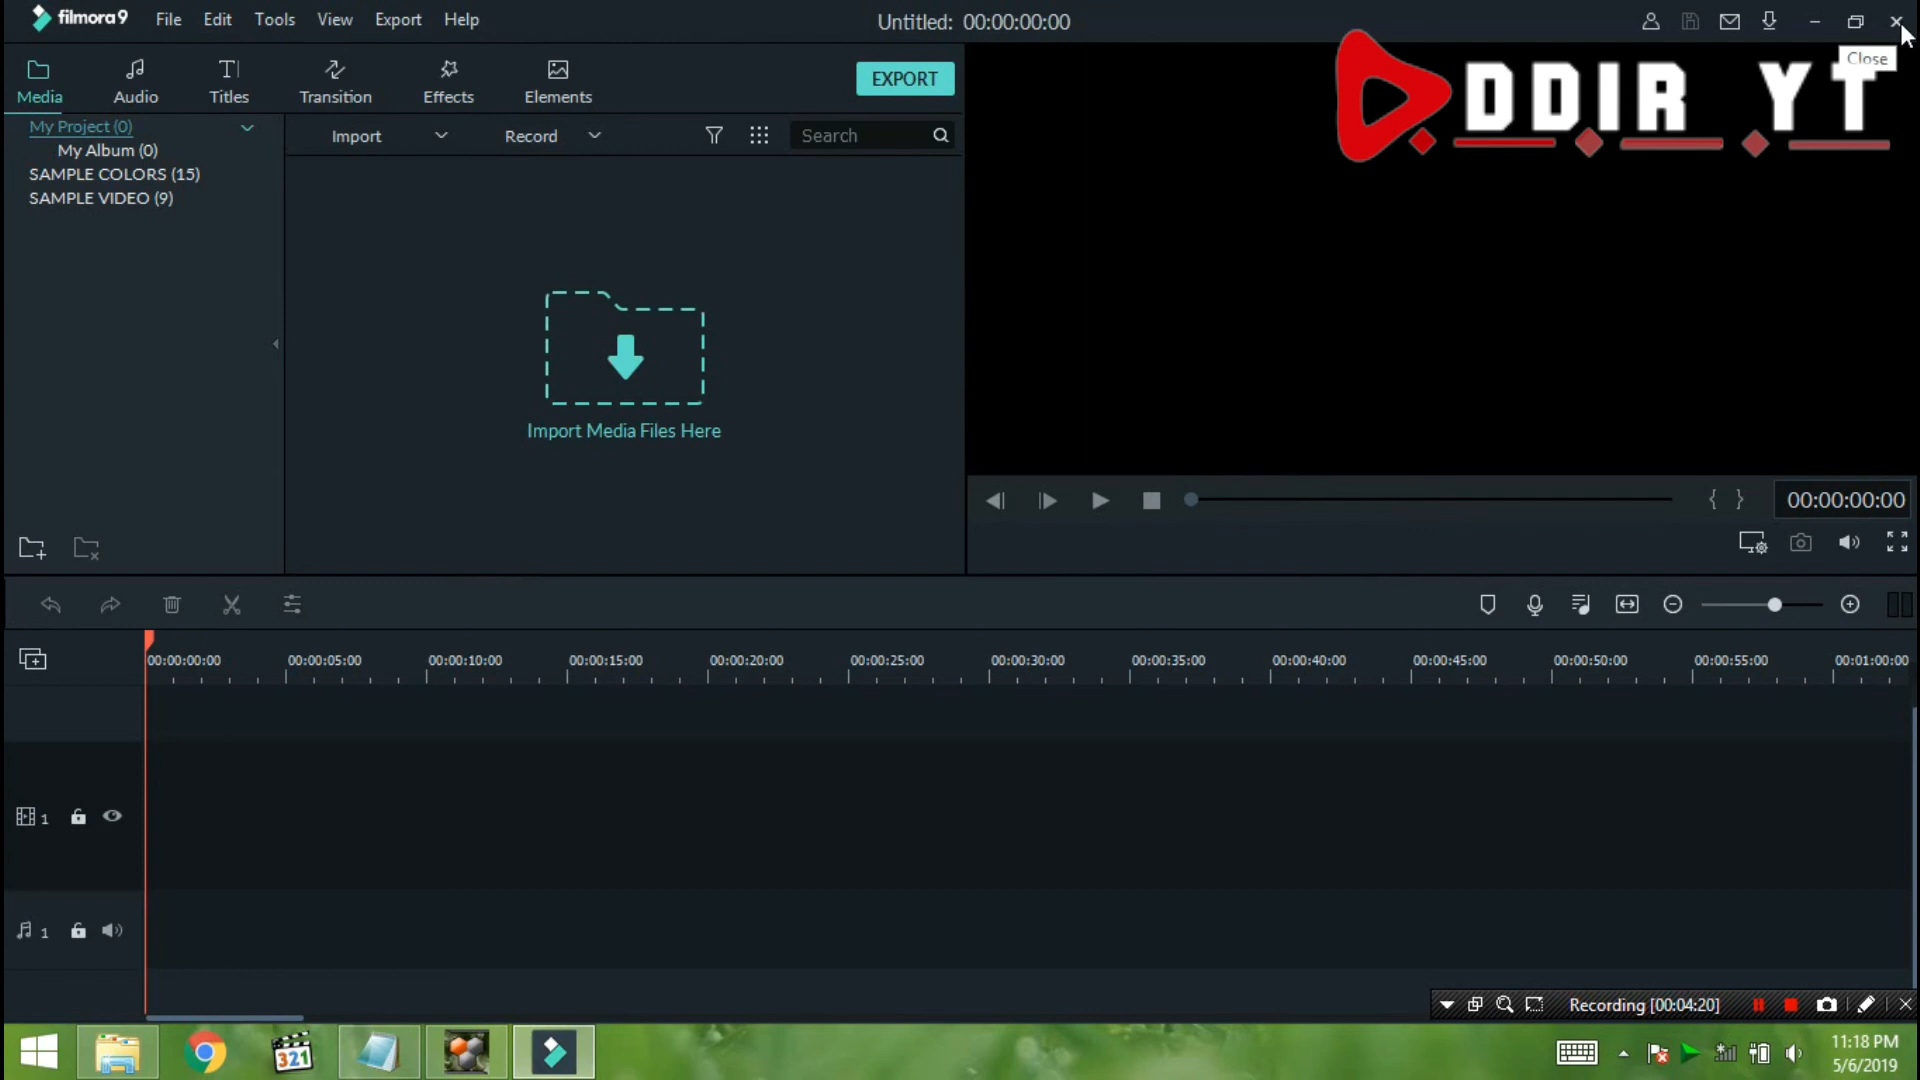 filmora9 File Edit Tools View Export Help Untitled: 00:00:00:00
Close
Media Audio Titles Transition Effects Elements EXPORT
DDIR YT
My Project (0) Import Record Search
My Album (0)
SAMPLE COLORS (15)
SAMPLE VIDEO (9)
Import Media Files Here
{ } 00:00:00:00
00:00:00:00 00:00:05:00 00:00:10:00 00:00:15:00 00:00:20:00 00:00:25:00 00:00:30:00 00:00:35:00 00:00:40:00 00:00:45:00 00:00:50:00 00:00:55:00 00:01:00:00
1
1
Recording [00:04:20]
321
11:18 PM
5/6/2019